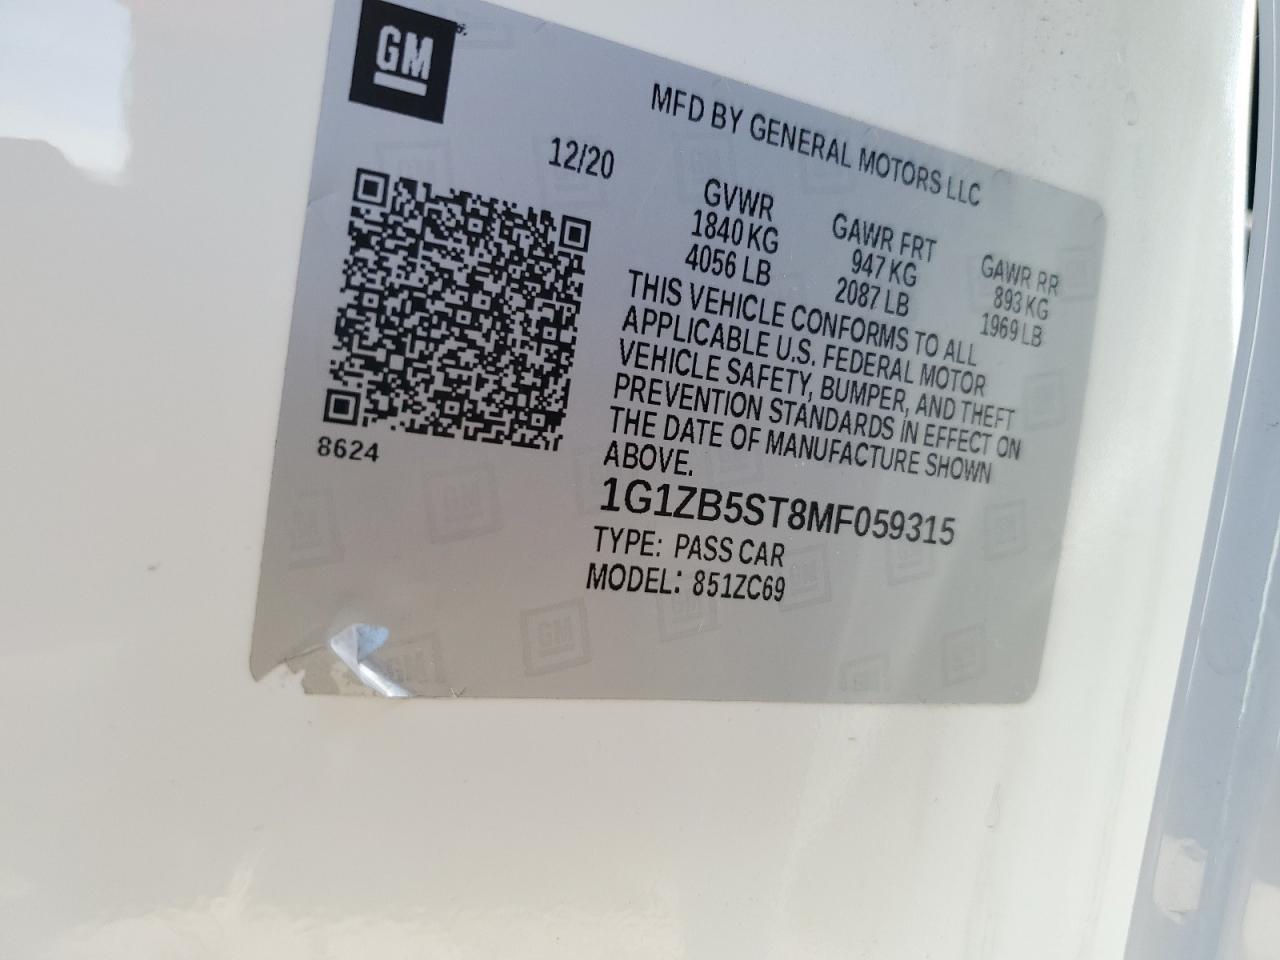 GM
MFD BY GENERAL MOTORS LLC
12/20
GVWR
1840 KG
4056 LB
GAWR FRT
947 KG
2087 LB
GAWR RR
893 KG
1969 LB
THIS VEHICLE CONFORMS TO ALL
APPLICABLE U.S. FEDERAL MOTOR
VEHICLE SAFETY, BUMPER, AND THEFT
PREVENTION STANDARDS IN EFFECT ON
THE DATE OF MANUFACTURE SHOWN
ABOVE.
8624
1G1ZB5ST8MF059315
TYPE: PASS CAR
MODEL: 851ZC69
GM
GM